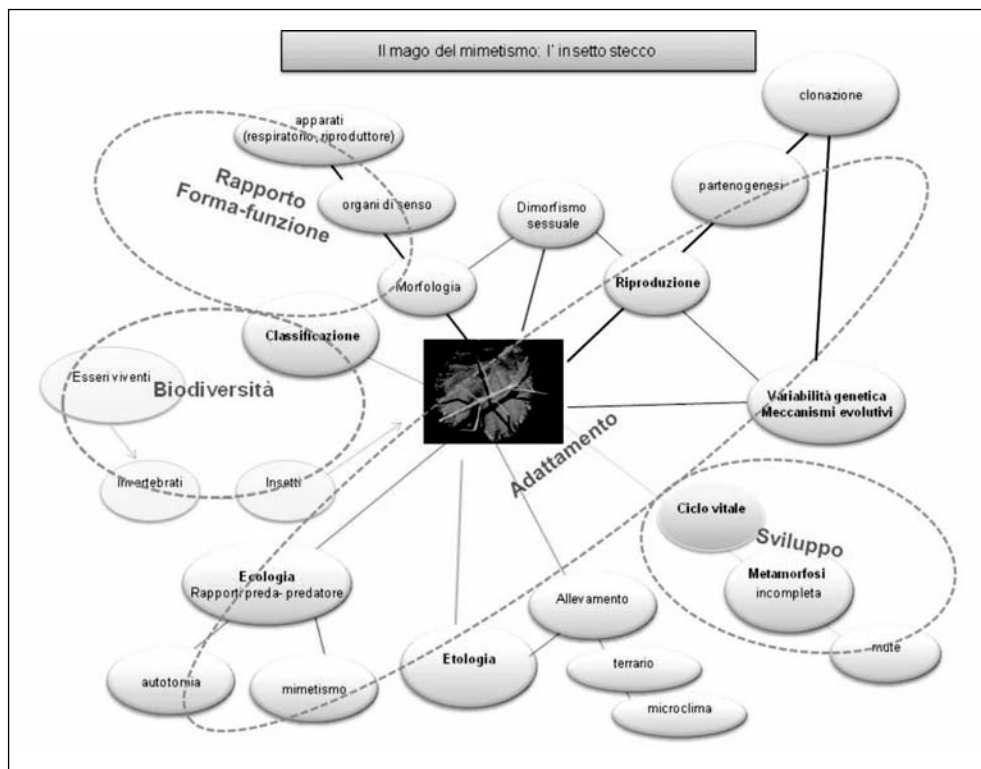 Il mago del mimetismo: l' insetto stecco
clonazione
apparati
(respiratorio, riproduttore)
Rapporto
Forma-funzione
partenogenesi
organi di senso
Dimorfismo
sessuale
Morfologia
Riproduzione
Classificazione
Esseri viventi
Biodiversità
Variabilità genetica
Meccanismi evolutivi
Adattamento
Invertebrati
Insetti
Ciclo vitale
Sviluppo
Ecologia
Rapporti preda- predatore
Metamorfosi
incompleta
Allevamento
Etologia
mute
terrario
autotomia
mimetismo
microclima